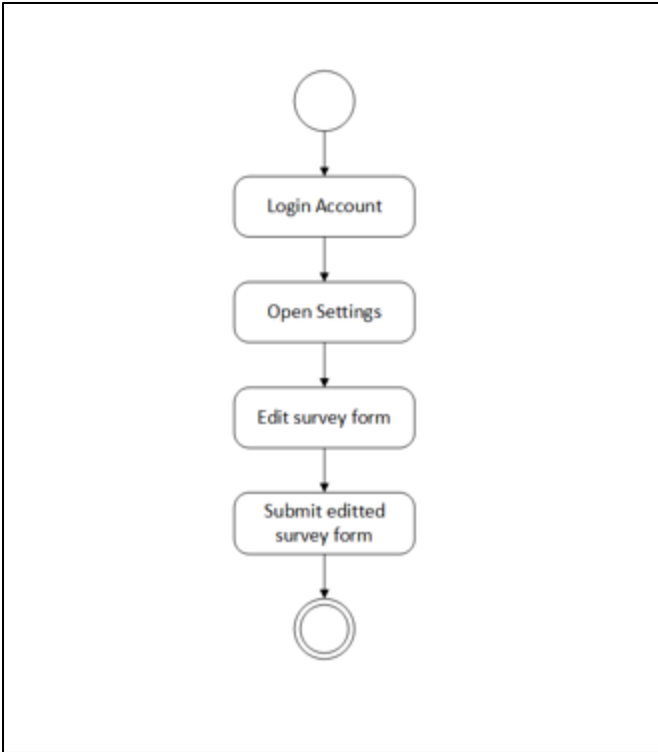 Login Account
Open Settings
Edit survey form
Submit editted
survey form